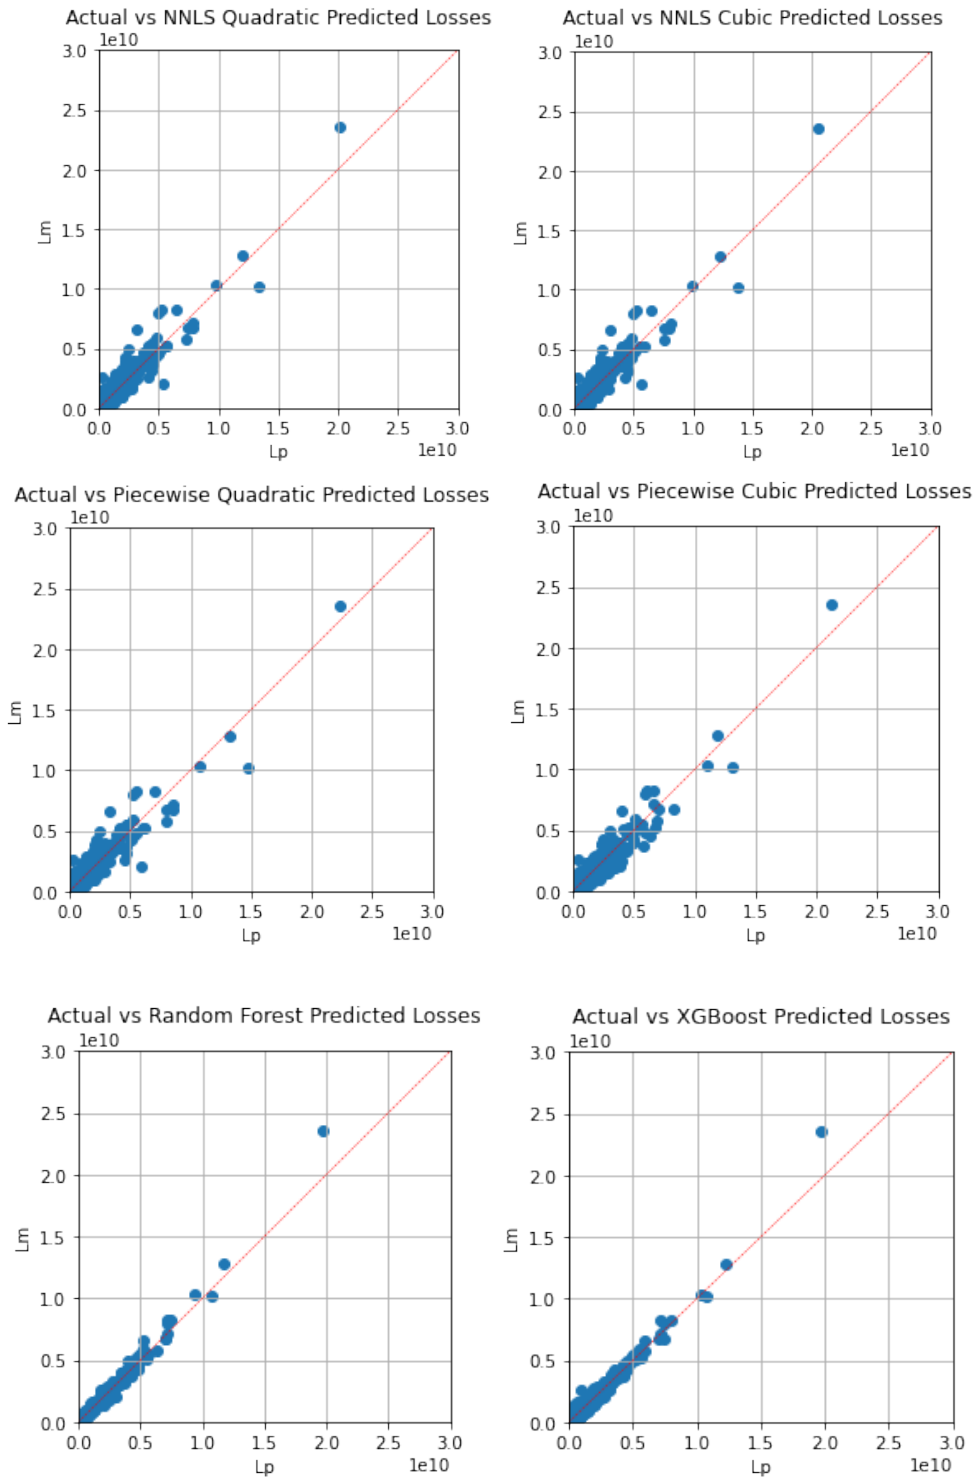 Actual vs NNLS Quadratic Predicted Losses
1e10
3.0
2.5
2.0
1.5
1.0
0.5
0.0
Lm
0.0 0.5 1.0 1.5 2.0 2.5 3.0
Lp
1e10
Actual vs NNLS Cubic Predicted Losses
1e10
3.0
2.5
2.0
1.5
1.0
0.5
0.0
Lm
0.0 0.5 1.0 1.5 2.0 2.5 3.0
Lp
1e10
Actual vs Piecewise Quadratic Predicted Losses
1e10
3.0
2.5
2.0
1.5
1.0
0.5
0.0
Lm
0.0 0.5 1.0 1.5 2.0 2.5 3.0
Lp
1e10
Actual vs Piecewise Cubic Predicted Losses
1e10
3.0
2.5
2.0
1.5
1.0
0.5
0.0
Lm
0.0 0.5 1.0 1.5 2.0 2.5 3.0
Lp
1e10
Actual vs Random Forest Predicted Losses
1e10
3.0
2.5
2.0
1.5
1.0
0.5
0.0
Lm
0.0 0.5 1.0 1.5 2.0 2.5 3.0
Lp
1e10
Actual vs XGBoost Predicted Losses
1e10
3.0
2.5
2.0
1.5
1.0
0.5
0.0
Lm
0.0 0.5 1.0 1.5 2.0 2.5 3.0
Lp
1e10